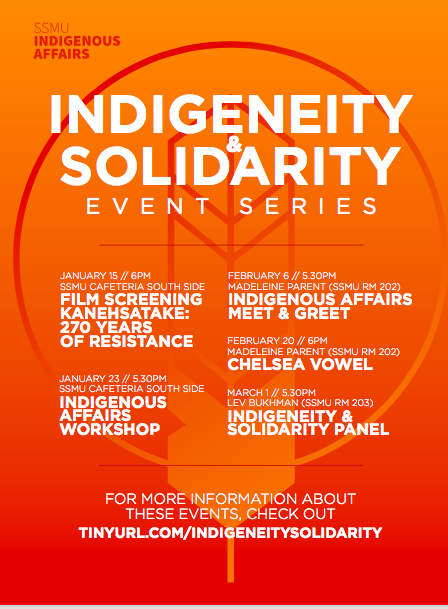 SSMU
INDIGENOUS
AFFAIRS
INDIGENEITY
&
SOLIDARITY
EVENT SERIES
JANUARY 15 // 6PM
SSMU CAFETERIA SOUTH SIDE
FILM SCREENING
KANEHSATAKE:
270 YEARS
OF RESISTANCE
JANUARY 23 // 5.30PM
SSMU CAFETERIA SOUTH SIDE
INDIGENOUS
AFFAIRS
WORKSHOP
FEBRUARY 6 // 5.30PM
MADELEINE PARENT (SSMU RM 202)
INDIGENOUS AFFAIRS
MEET & GREET
FEBRUARY 20 // 6PM
MADELEINE PARENT (SSMU RM 202)
CHELSEA VOWEL
MARCH 1 // 5.30PM
LEV BUKHMAN (SSMU RM 203)
INDIGENEITY &
SOLIDARITY PANEL
FOR MORE INFORMATION ABOUT
THESE EVENTS, CHECK OUT
TINYURL.COM/INDIGENEITYSOLIDARITY